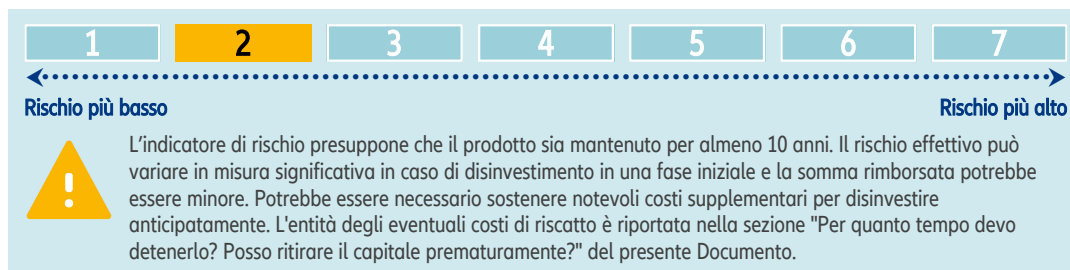 1 2 3 4 5 6 7
Rischio più basso Rischio più alto
!
L'indicatore di rischio presuppone che il prodotto sia mantenuto per almeno 10 anni. Il rischio effettivo può
variare in misura significativa in caso di disinvestimento in una fase iniziale e la somma rimborsata potrebbe
essere minore. Potrebbe essere necessario sostenere notevoli costi supplementari per disinvestire
anticipatamente. L'entità degli eventuali costi di riscatto è riportata nella sezione "Per quanto tempo devo
detenerlo? Posso ritirare il capitale prematuramente?" del presente Documento.